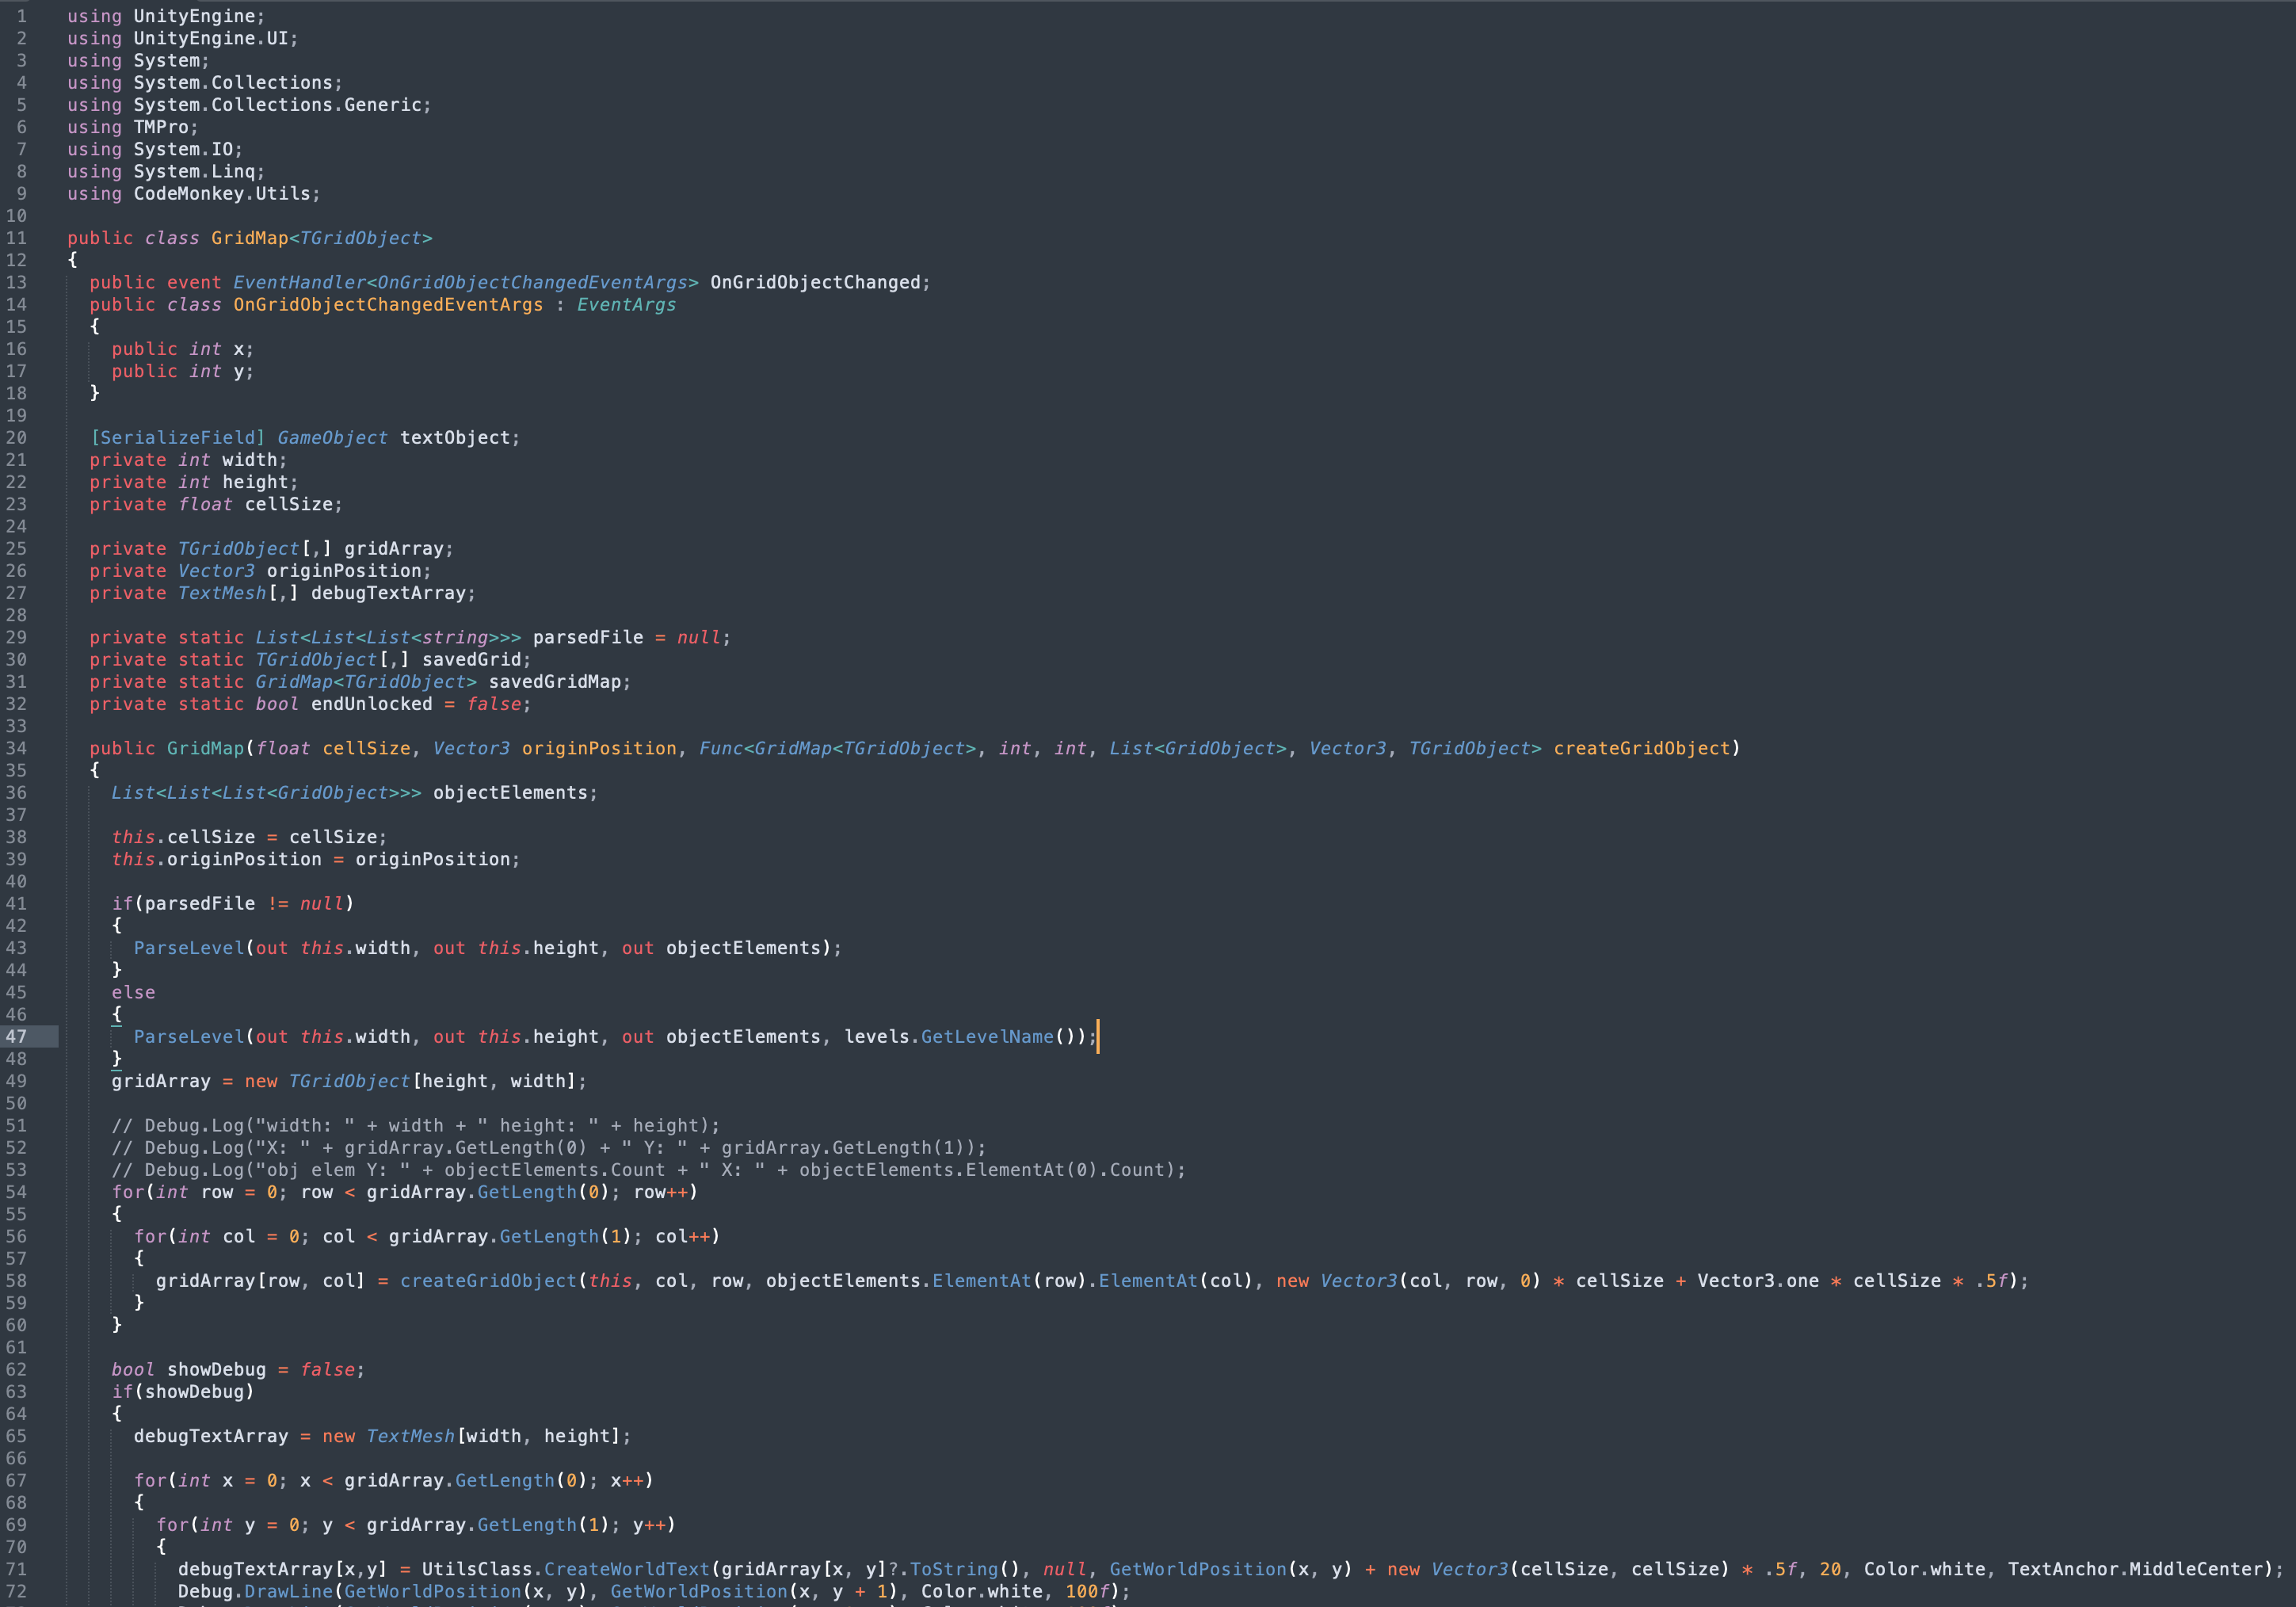 1 using UnityEngine;
2 using UnityEngine.UI;
3 using System;
4 using System.Collections;
5 using System.Collections.Generic;
6 using TMPro;
7 using System.IO;
8 using System.Linq;
9 using CodeMonkey.Utils;
10
11 public class GridMap<TGridObject>
12 {
13 public event EventHandler<OnGridObjectChangedEventArgs> OnGridObjectChanged;
14 public class OnGridObjectChangedEventArgs : EventArgs
15 {
16 public int x;
17 public int y;
18 }
19
20 [SerializeField] GameObject textObject;
21 private int width;
22 private int height;
23 private float cellSize;
24
25 private TGridObject[,] gridArray;
26 private Vector3 originPosition;
27 private TextMesh[,] debugTextArray;
28
29 private static List<List<List<string>>> parsedFile = null;
30 private static TGridObject[,] savedGrid;
31 private static GridMap<TGridObject> savedGridMap;
32 private static bool endUnlocked = false;
33
34 public GridMap(float cellSize, Vector3 originPosition, Func<GridMap<TGridObject>, int, int, List<GridObject>, Vector3, TGridObject> createGridObject)
35 {
36 List<List<List<GridObject>>> objectElements;
37
38 this.cellSize = cellSize;
39 this.originPosition = originPosition;
40
41 if(parsedFile != null)
42 {
43 ParseLevel(out this.width, out this.height, out objectElements);
44 }
45 else
46 {
47 ParseLevel(out this.width, out this.height, out objectElements, levels.GetLevelName());
48 }
49 gridArray = new TGridObject[height, width];
50
51 // Debug.Log("width: " + width + " height: " + height);
52 // Debug.Log("X: " + gridArray.GetLength(0) + " Y: " + gridArray.GetLength(1));
53 // Debug.Log("obj elem Y: " + objectElements.Count + " X: " + objectElements.ElementAt(0).Count);
54 for(int row = 0; row < gridArray.GetLength(0); row++)
55 {
56 for(int col = 0; col < gridArray.GetLength(1); col++)
57 {
58 gridArray[row, col] = createGridObject(this, col, row, objectElements.ElementAt(row).ElementAt(col), new Vector3(col, row, 0) * cellSize + Vector3.one * cellSize * .5f);
59 }
60 }
61
62 bool showDebug = false;
63 if(showDebug)
64 {
65 debugTextArray = new TextMesh[width, height];
66
67 for(int x = 0; x < gridArray.GetLength(0); x++)
68 {
69 for(int y = 0; y < gridArray.GetLength(1); y++)
70 {
71 debugTextArray[x,y] = UtilsClass.CreateWorldText(gridArray[x, y]?.ToString(), null, GetWorldPosition(x, y) + new Vector3(cellSize, cellSize) * .5f, 20, Color.white, TextAnchor.MiddleCenter);
72 Debug.DrawLine(GetWorldPosition(x, y), GetWorldPosition(x, y + 1), Color.white, 100f);